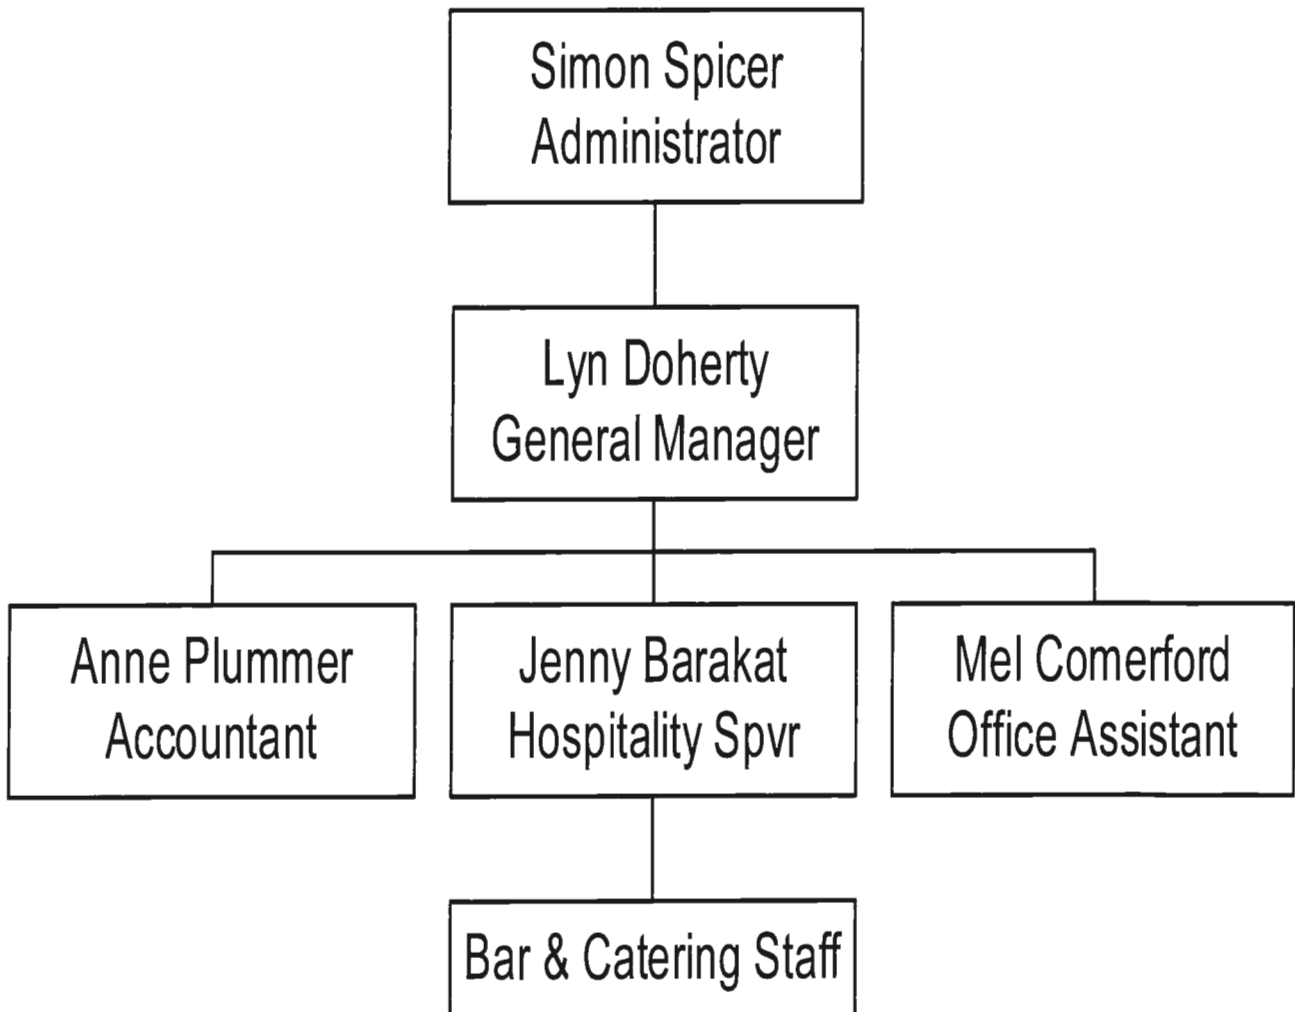 Simon Spicer
Administrator
Lyn Doherty
General Manager
Anne Plummer
Accountant
Jenny Barakat
Hospitality Spvr
Mel Comerford
Office Assistant
Bar & Catering Staff